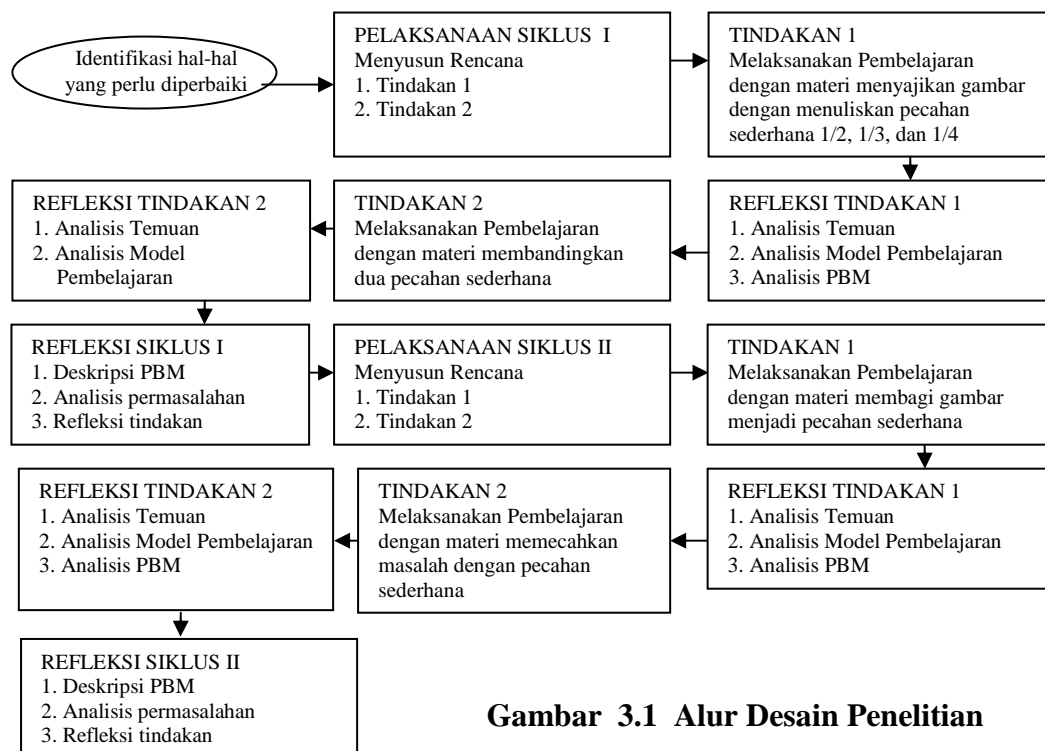 Identifikasi hal-hal
yang perlu diperbaiki
PELAKSANAAN SIKLUS I
Menyusun Rencana
1. Tindakan 1
2. Tindakan 2
TINDAKAN 1
Melaksanakan Pembelajaran
dengan materi menyajikan gambar
dengan menuliskan pecahan
sederhana 1/2, 1/3, dan 1/4
REFLEKSI TINDAKAN 1
1. Analisis Temuan
2. Analisis Model Pembelajaran
3. Analisis PBM
TINDAKAN 2
Melaksanakan Pembelajaran
dengan materi membandingkan
dua pecahan sederhana
REFLEKSI TINDAKAN 2
1. Analisis Temuan
2. Analisis Model
Pembelajaran
REFLEKSI SIKLUS I
1. Deskripsi PBM
2. Analisis permasalahan
3. Refleksi tindakan
PELAKSANAAN SIKLUS II
Menyusun Rencana
1. Tindakan 1
2. Tindakan 2
TINDAKAN 1
Melaksanakan Pembelajaran
dengan materi membagi gambar
menjadi pecahan sederhana
REFLEKSI TINDAKAN 1
1. Analisis Temuan
2. Analisis Model Pembelajaran
3. Analisis PBM
TINDAKAN 2
Melaksanakan Pembelajaran
dengan materi memecahkan
masalah dengan pecahan
sederhana
REFLEKSI TINDAKAN 2
1. Analisis Temuan
2. Analisis Model Pembelajaran
3. Analisis PBM
REFLEKSI SIKLUS II
1. Deskripsi PBM
2. Analisis permasalahan
3. Refleksi tindakan
Gambar 3.1 Alur Desain Penelitian